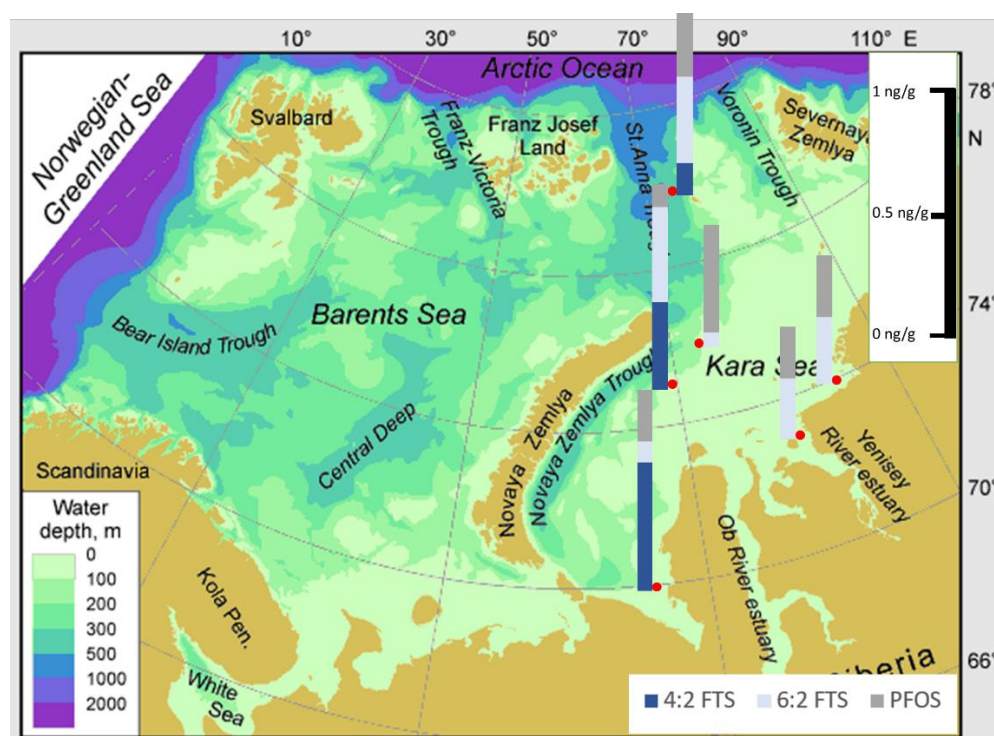 10°
30°
50°
70°
90°
110° E
Arctic Ocean
78°
N
Norwegian-
Greenland Sea
Svalbard
Franz-Victoria
Trough
Franz Josef
Land
St.Anna
Voronin Trough
Zemlya
1 ng/g
0.5 ng/g
0 ng/g
74°
Bear Island Trough
Barents Sea
Kara Sea
Novaya Zemlya
Novaya Zemlya Trough
Central Deep
Scandinavia
Yenisey
River estuary
70°
Ob River estuary
Water
depth, m
0
100
200
300
500
1000
2000
Kola Pen.
White
Sea
66°
4:2 FTS
6:2 FTS
PFOS